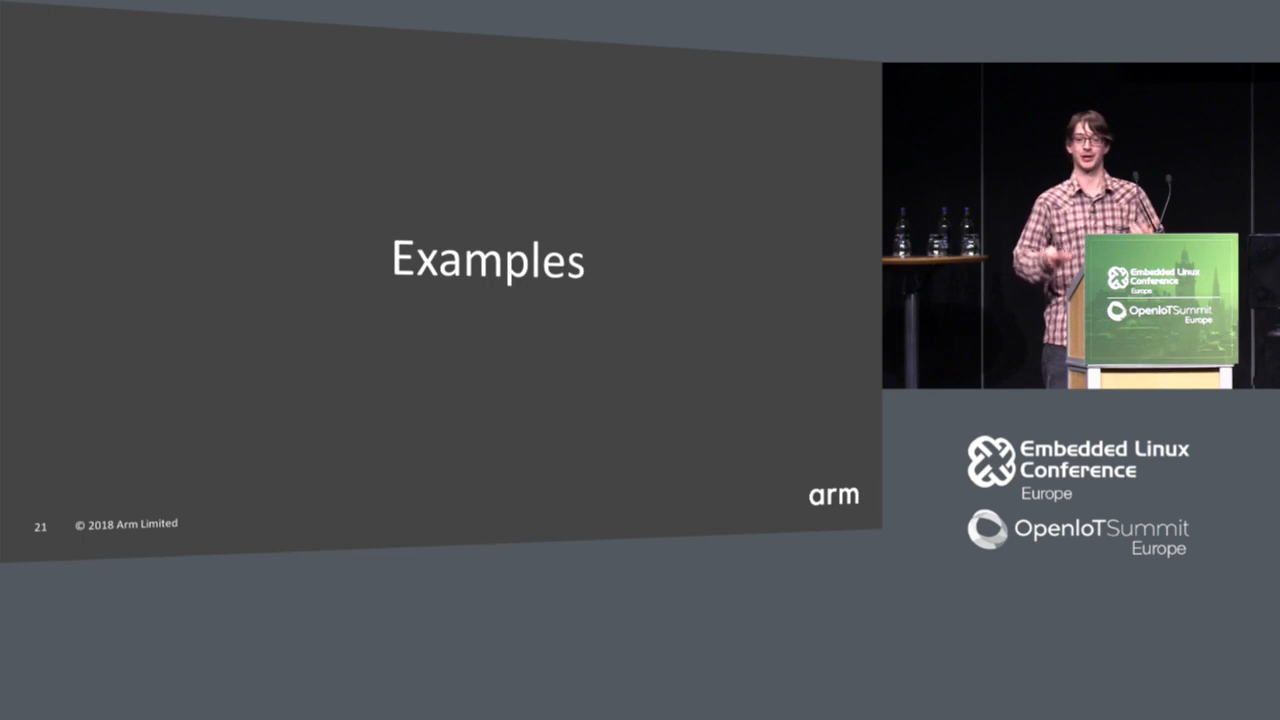 Examples
arm
21 © 2018 Arm Limited
Embedded Linux
Conference
Europe
OpenIoTSummit
Europe
Embedded Linux
Conference
Europe
OpenIoTSummit
Europe